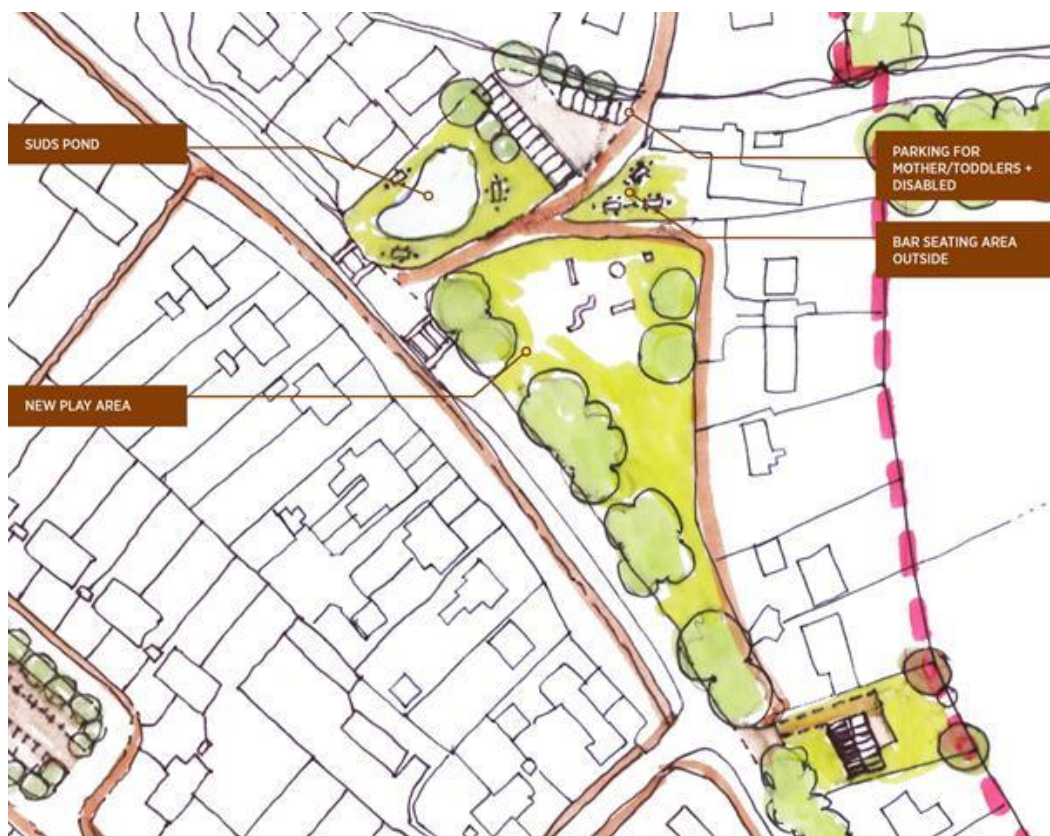 SUDS POND
PARKING FOR
MOTHER/TODDLERS +
DISABLED
BAR SEATING AREA
OUTSIDE
NEW PLAY AREA